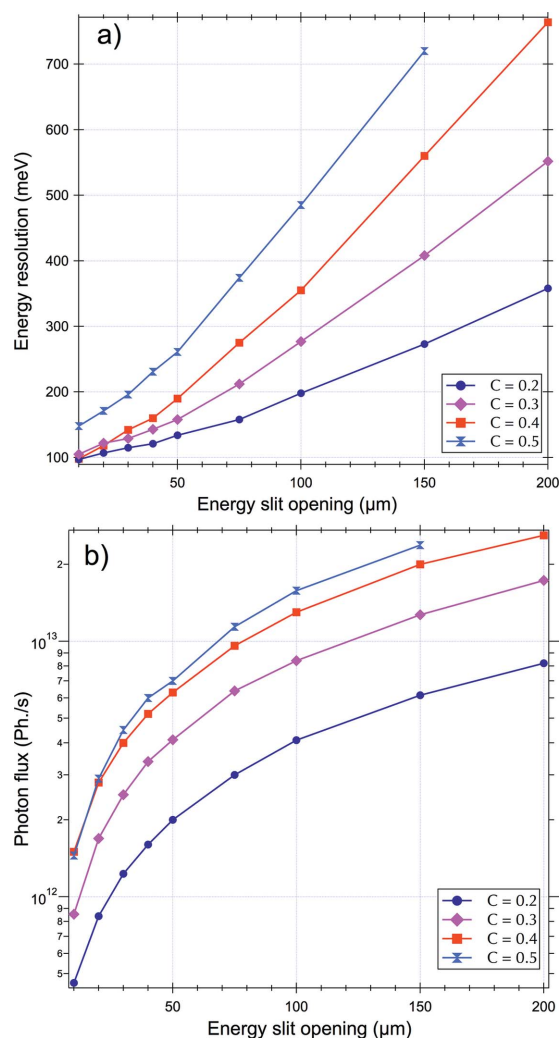 a)
Energy resolution (meV)
700
600
500
400
300
200
100
C = 0.2
C = 0.3
C = 0.4
C = 0.5
50 100 150 200
Energy slit opening (µm)
b)
Photon flux (Ph./s)
2
10¹³
9
8
7
6
5
4
3
2
10¹²
9
8
7
6
5
C = 0.2
C = 0.3
C = 0.4
C = 0.5
50 100 150 200
Energy slit opening (µm)